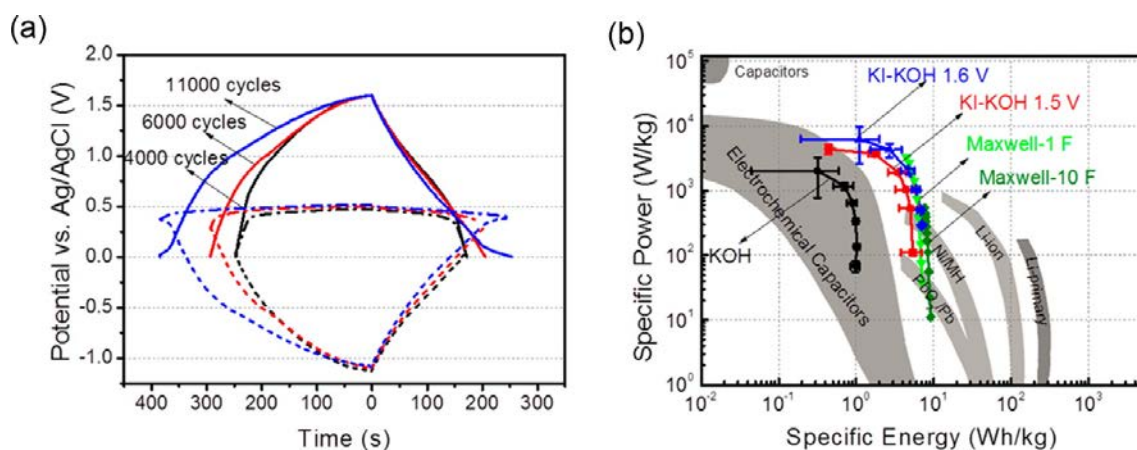 (a)
2.0
1.5
1.0
0.5
0.0
-0.5
-1.0
Potential vs. Ag/AgCl (V)
11000 cycles
6000 cycles
4000 cycles
400 300 200 100 0 100 200 300
Time (s)
(b)
10^5
10^4
10^3
10^2
10^1
10^0
Specific Power (W/kg)
Capacitors
KI-KOH 1.6 V
KI-KOH 1.5 V
Maxwell-1 F
Maxwell-10 F
KOH
Electrochemical Capacitors
PbO2/Pb
Ni/MH
Li-ion
Li-primary
10^-2 10^-1 10^0 10^1 10^2 10^3
Specific Energy (Wh/kg)